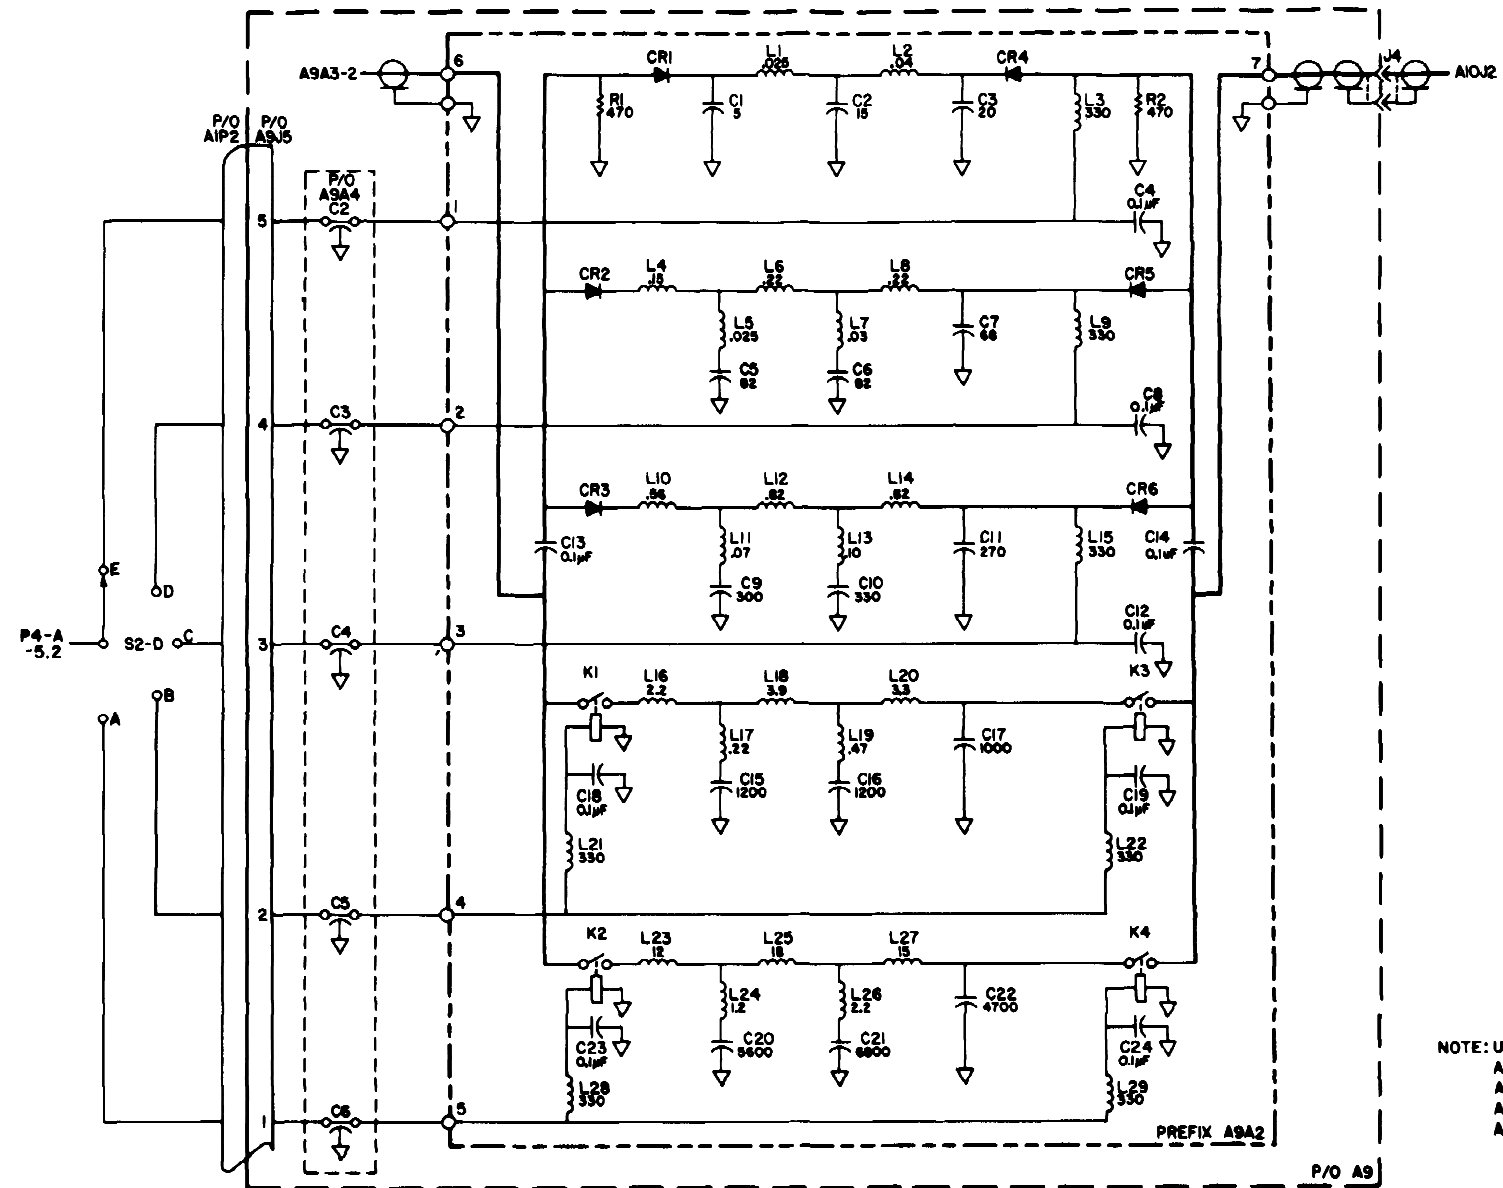 A9A3-2
6
CR1
L1
.025
L2
.04
CR4
7
J4
A10J2
R1
470
C1
5
C2
15
C3
20
L3
330
R2
470
P/O
A1P2
P/O
A9J5
P/O
A9A4
C2
5
1
C4
0.1µF
CR2
L4
.15
L6
.22
L8
.22
CR5
L5
.025
L7
.03
C7
68
L9
330
C5
82
C6
82
C3
4
2
C8
0.1µF
CR3
L10
.56
L12
.82
L14
.82
CR6
C13
0.1µF
L11
.07
L13
.10
C11
270
L15
330
C14
0.1µF
C9
300
C10
330
E
D
C12
0.1µF
P4-A
-5.2
S2-D
C
3
C4
3
K1
L16
2.2
L18
3.9
L20
3.3
K3
B
A
L17
.22
L19
.47
C17
1000
C18
0.1µF
C15
1200
C16
1200
C19
0.1µF
L21
330
L22
330
2
C5
4
K2
L23
12
L25
18
L27
15
K4
L24
1.2
L26
2.2
C22
4700
C23
0.1µF
C20
5600
C21
6800
C24
0.1µF
L28
330
L29
330
1
C6
5
PREFIX A9A2
P/O A9
NOTE: U
A
A
A
A